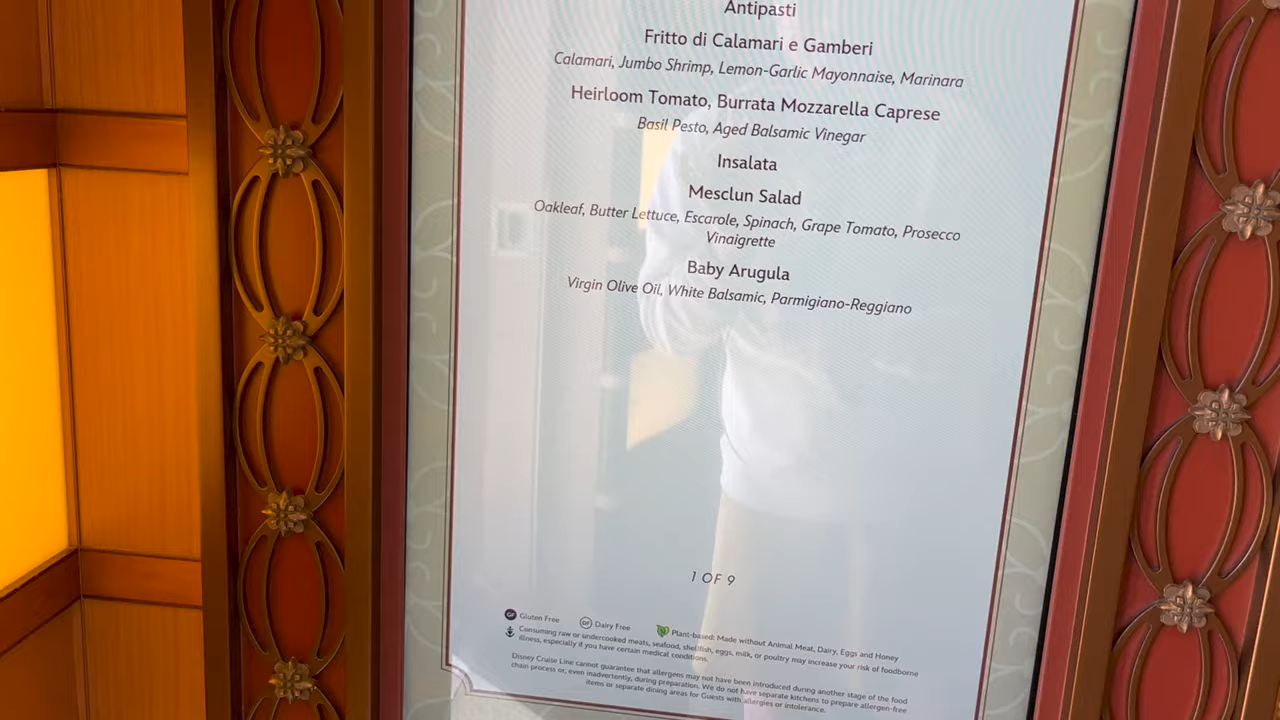 Antipasti
Fritto di Calamari e Gamberi
Calamari, Jumbo Shrimp, Lemon-Garlic Mayonnaise, Marinara
Heirloom Tomato, Burrata Mozzarella Caprese
Basil Pesto, Aged Balsamic Vinegar
Insalata
Mesclun Salad
Oakleaf, Butter Lettuce, Escarole, Spinach, Grape Tomato, Prosecco
Vinaigrette
Baby Arugula
Virgin Olive Oil, White Balsamic, Parmigiano-Reggiano
1 OF 9
GF Gluten Free DF Dairy Free Plant-based: Made without Animal Meat, Dairy, Eggs and Honey
Consuming raw or undercooked meats, seafood, shellfish, eggs, milk, or poultry may increase your risk of foodborne
illness, especially if you have certain medical conditions.
Disney Cruise Line cannot guarantee that allergens may not have been introduced during another stage of the food
chain process or, even inadvertently, during preparation. We do not have separate kitchens to prepare allergen-free
items or separate dining areas for Guests with allergies or intolerance.